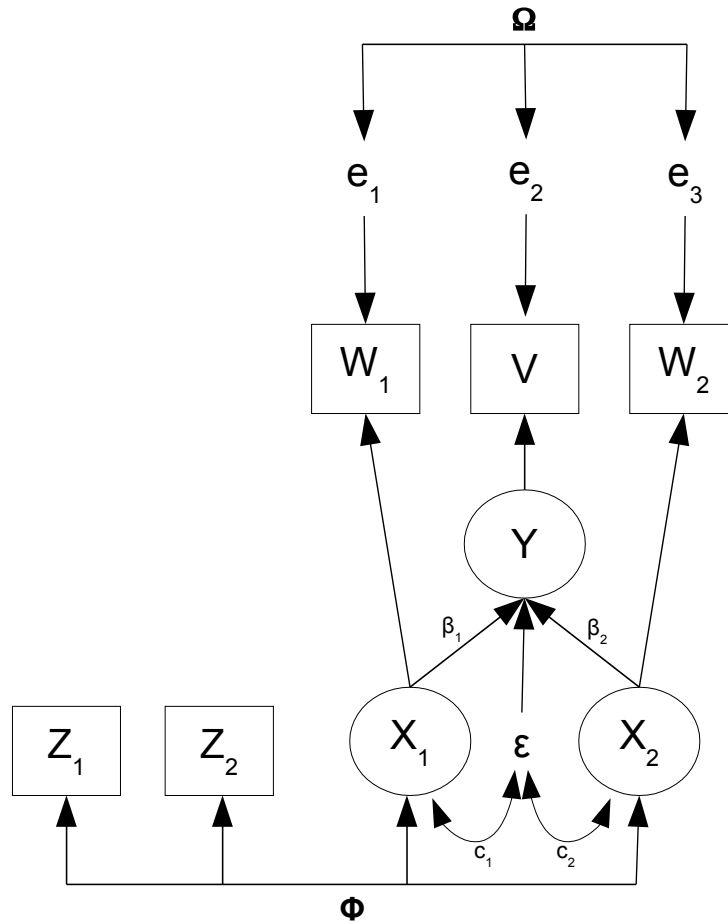 Ω
e₁ e₂ e₃
W₁ V W₂
Y
β₁ β₂
Z₁ Z₂ X₁ ε X₂
c₁ c₂
Φ